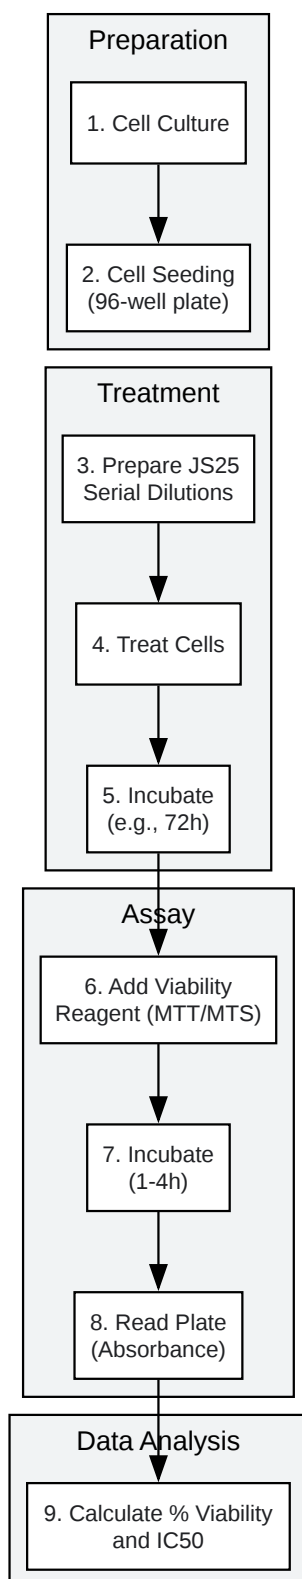 Preparation
1. Cell Culture
2. Cell Seeding
(96-well plate)
Treatment
3. Prepare JS25
Serial Dilutions
4. Treat Cells
5. Incubate
(e.g., 72h)
Assay
6. Add Viability
Reagent (MTT/MTS)
7. Incubate
(1-4h)
8. Read Plate
(Absorbance)
Data Analysis
9. Calculate % Viability
and IC50